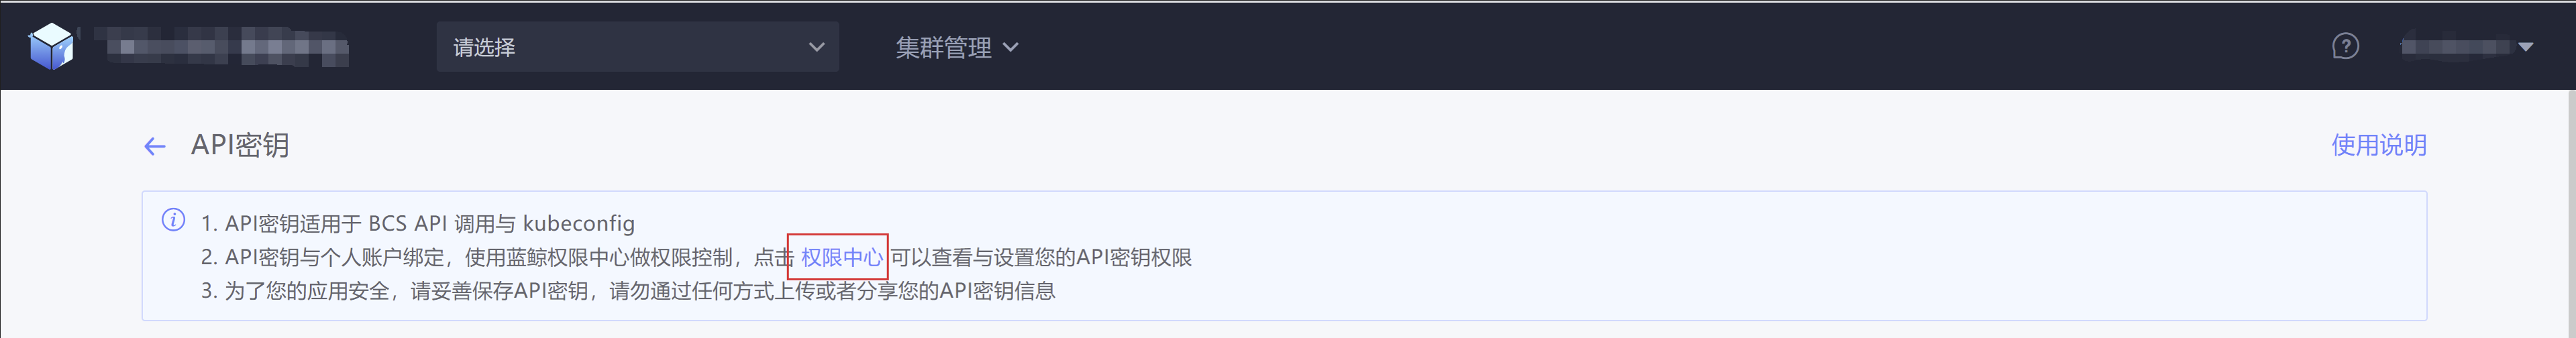 请选择
集群管理
API密钥
使用说明
1. API密钥适用于 BCS API 调用与 kubeconfig
2. API密钥与个人账户绑定，使用蓝鲸权限中心做权限控制，点击 权限中心 可以查看与设置您的API密钥权限
3. 为了您的应用安全，请妥善保存API密钥，请勿通过任何方式上传或者分享您的API密钥信息